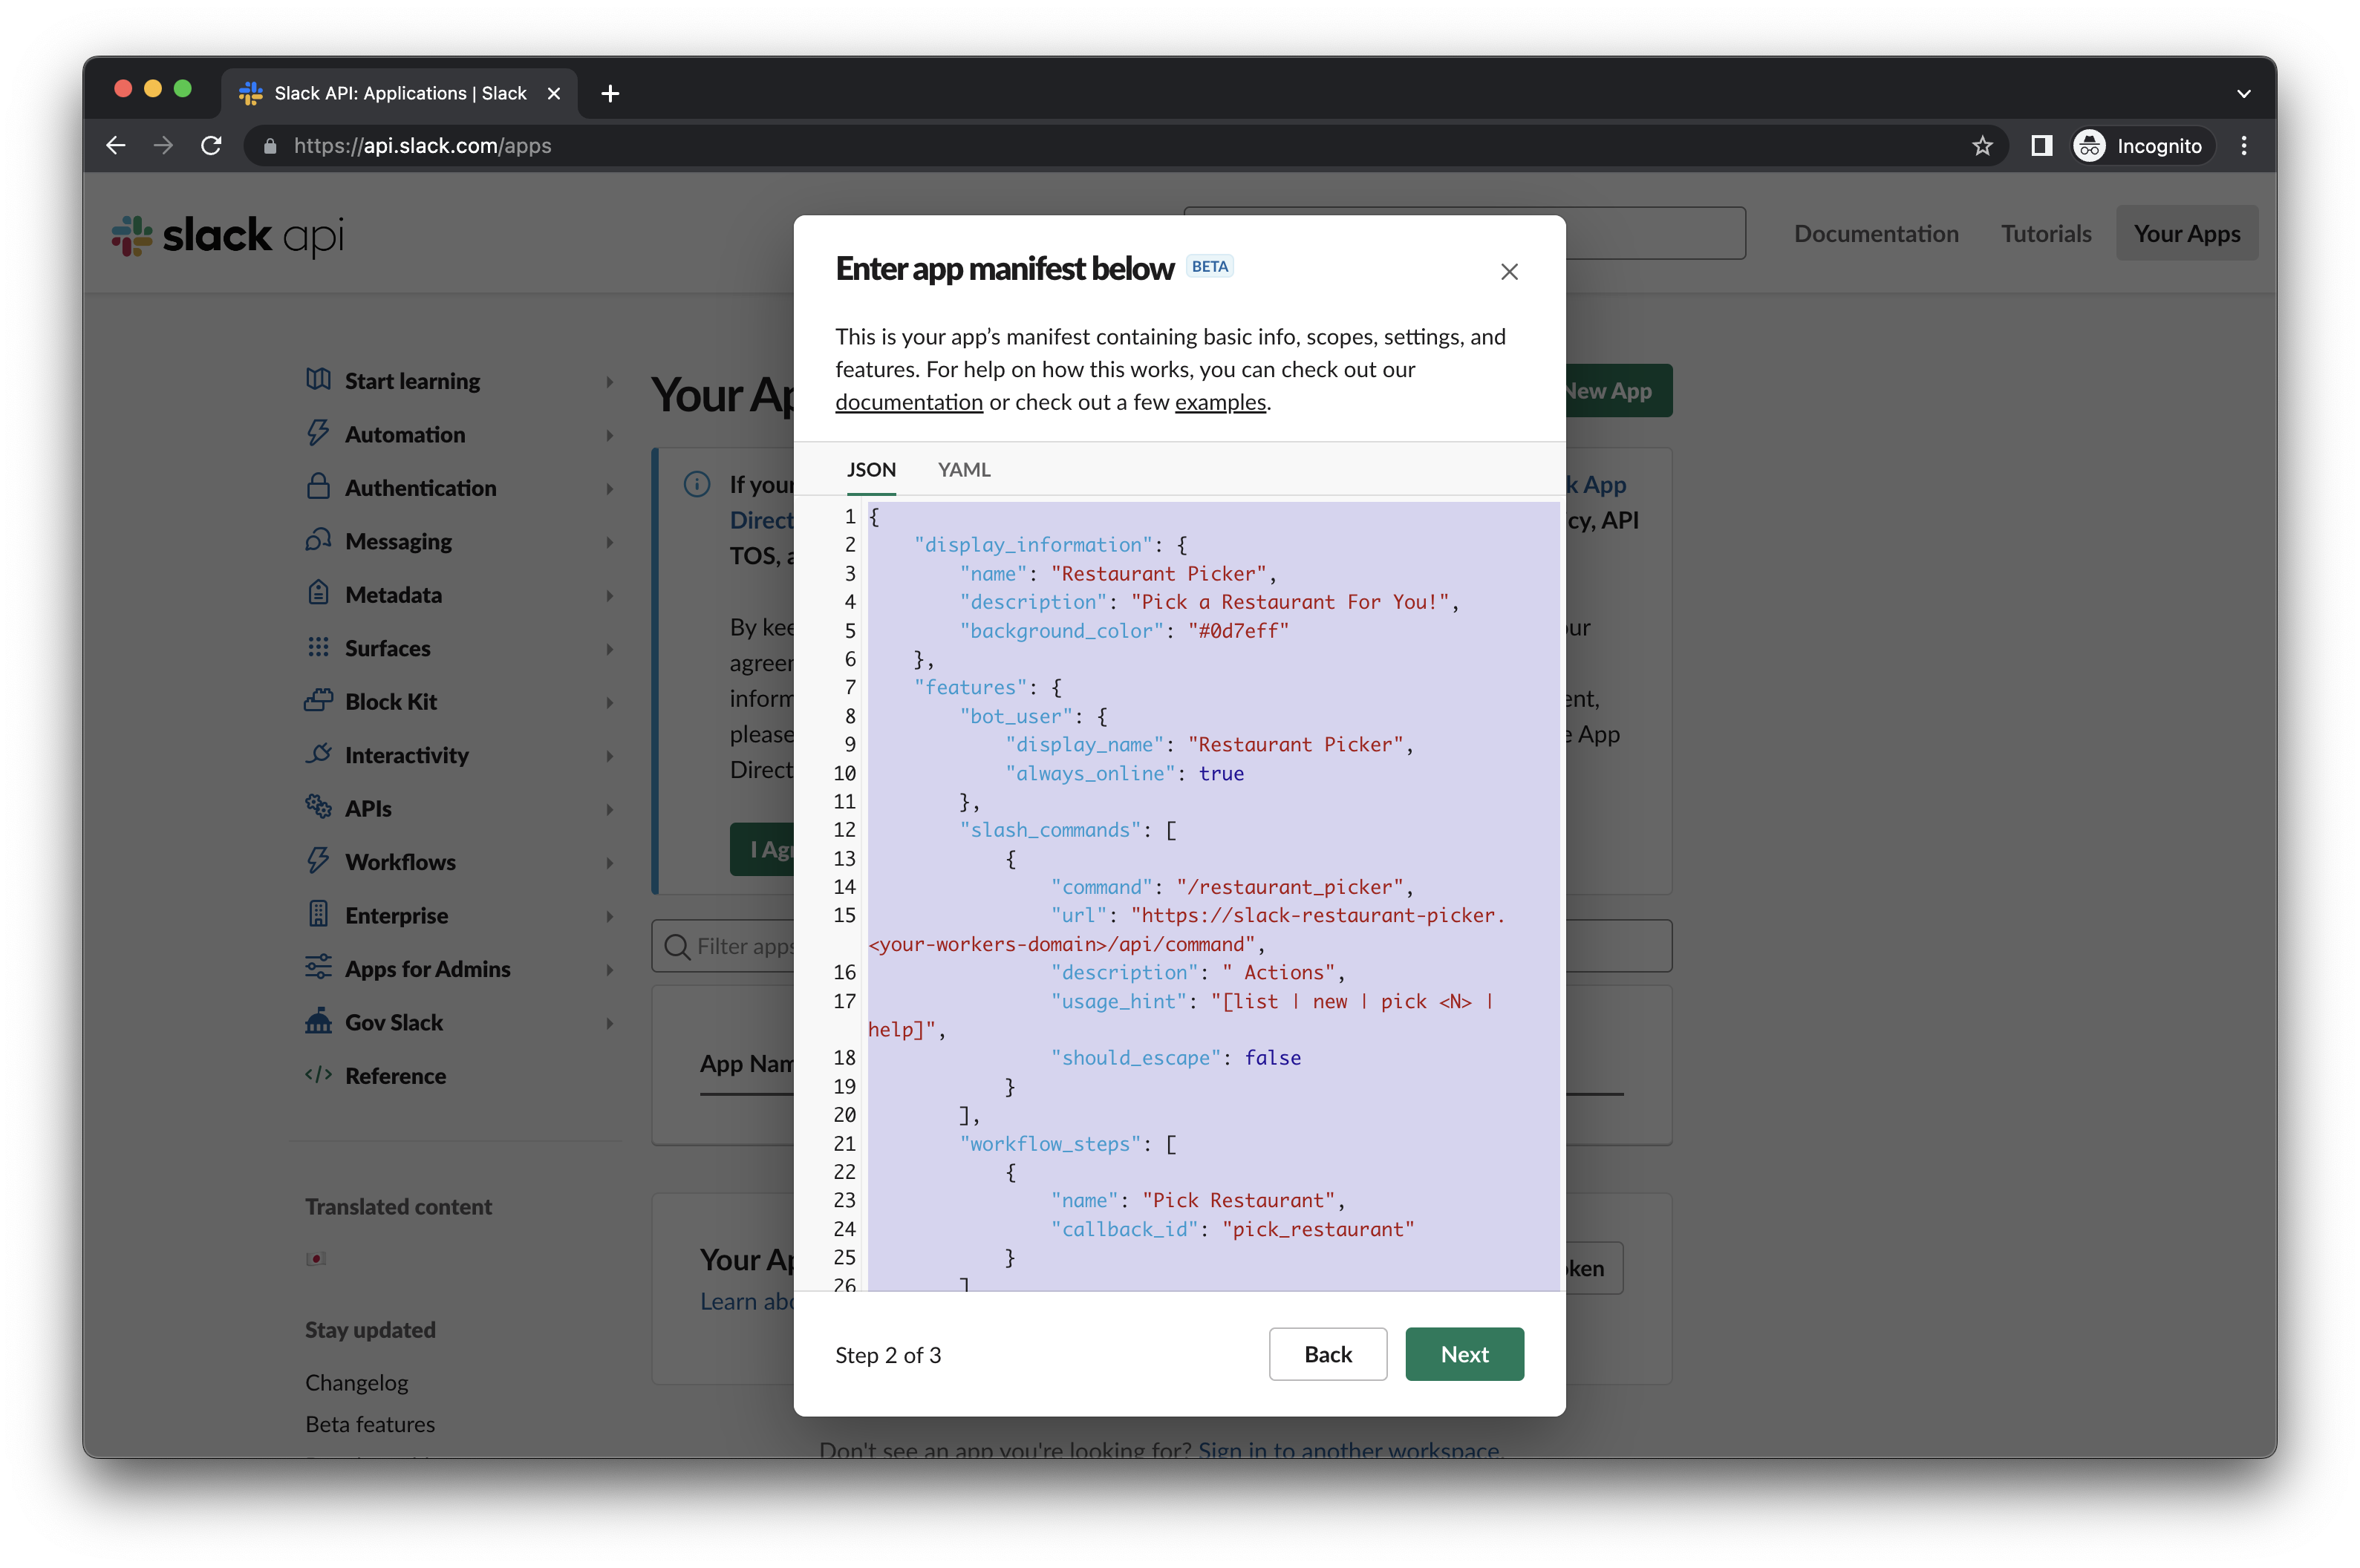 Slack API: Applications | Slack
https://api.slack.com/apps
Incognito
slack api
Documentation
Tutorials
Your Apps
Start learning
Automation
Authentication
Messaging
Metadata
Surfaces
Block Kit
Interactivity
APIs
Workflows
Enterprise
Apps for Admins
Gov Slack
Reference
Translated content
Stay updated
Changelog
Beta features
Your Ap
New App
If your
k App
Direct
cy, API
TOS, a
By kee
our
agreer
inform
ent,
please
e App
Direct
I Agr
Filter apps
App Nam
Your Ap
ken
Learn abo
Don't see an app you're looking for? Sign in to another workspace.
Enter app manifest below BETA
This is your app's manifest containing basic info, scopes, settings, and
features. For help on how this works, you can check out our
documentation or check out a few examples.
JSON YAML
1 {
2 "display_information": {
3 "name": "Restaurant Picker",
4 "description": "Pick a Restaurant For You!",
5 "background_color": "#0d7eff"
6 },
7 "features": {
8 "bot_user": {
9 "display_name": "Restaurant Picker",
10 "always_online": true
11 },
12 "slash_commands": [
13 {
14 "command": "/restaurant_picker",
15 "url": "https://slack-restaurant-picker.
<your-workers-domain>/api/command",
16 "description": " Actions",
17 "usage_hint": "[list | new | pick <N> |
help]",
18 "should_escape": false
19 }
20 ],
21 "workflow_steps": [
22 {
23 "name": "Pick Restaurant",
24 "callback_id": "pick_restaurant"
25 }
26 ]
Step 2 of 3
Back
Next